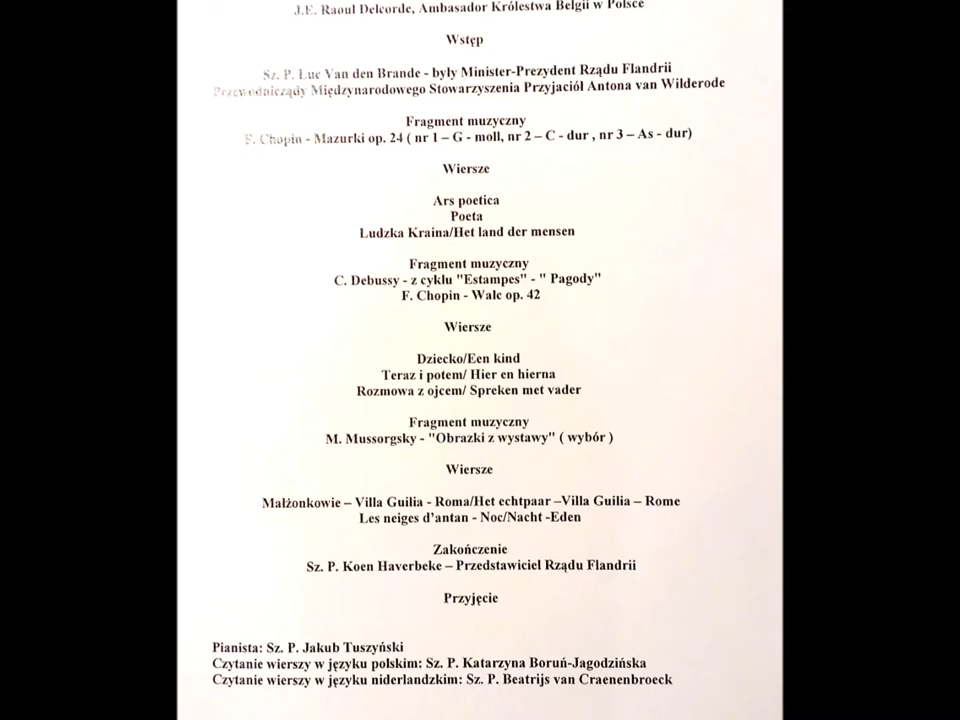 J.E. Raoul Delcorde, Ambasador Królestwa Belgii w Polsce
Wstęp
Sz. P. Luc Van den Brande - były Minister-Prezydent Rządu Flandrii
Przewodnicządy Międzynarodowego Stowarzyszenia Przyjaciół Antona van Wilderode
Fragment muzyczny
F. Chopin - Mazurki op. 24 ( nr 1 – G - moll, nr 2 – C - dur , nr 3 – As - dur)
Wiersze
Ars poetica
Poeta
Ludzka Kraina/Het land der mensen
Fragment muzyczny
C. Debussy - z cyklu "Estampes" - " Pagody"
F. Chopin - Walc op. 42
Wiersze
Dziecko/Een kind
Teraz i potem/ Hier en hierna
Rozmowa z ojcem/ Spreken met vader
Fragment muzyczny
M. Mussorgsky - "Obrazki z wystawy" ( wybór )
Wiersze
Małżonkowie – Villa Guilia - Roma/Het echtpaar –Villa Guilia – Rome
Les neiges d'antan - Noc/Nacht -Eden
Zakończenie
Sz. P. Koen Haverbeke – Przedstawiciel Rządu Flandrii
Przyjęcie
Pianista: Sz. P. Jakub Tuszyński
Czytanie wierszy w języku polskim: Sz. P. Katarzyna Boruń-Jagodzińska
Czytanie wierszy w języku niderlandzkim: Sz. P. Beatrijs van Craenenbroeck